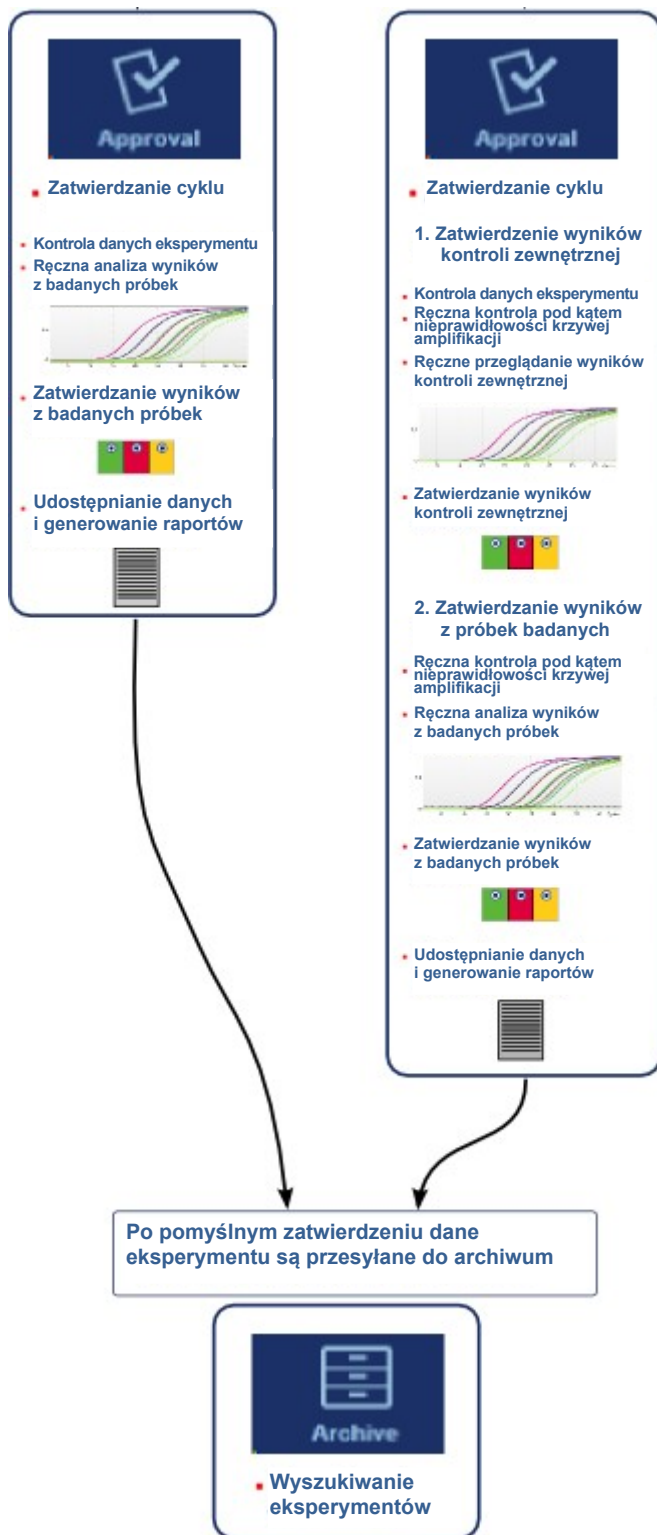 Approval
Zatwierdzanie cyklu
Kontrola danych eksperymentu
Ręczna analiza wyników
z badanych próbek
Zatwierdzanie wyników
z badanych próbek
Udostępnianie danych
i generowanie raportów
Approval
Zatwierdzanie cyklu
1. Zatwierdzenie wyników
kontroli zewnętrznej
Kontrola danych eksperymentu
Ręczna kontrola pod kątem
nieprawidłowości krzywej
amplifikacji
Ręczne przeglądanie wyników
kontroli zewnętrznej
Zatwierdzanie wyników
kontroli zewnętrznej
2. Zatwierdzanie wyników
z próbek badanych
Ręczna kontrola pod kątem
nieprawidłowości krzywej
amplifikacji
Ręczna analiza wyników
z badanych próbek
Zatwierdzanie wyników
z badanych próbek
Udostępnianie danych
i generowanie raportów
Po pomyślnym zatwierdzeniu dane
eksperymentu są przesyłane do archiwum
Archive
Wyszukiwanie
eksperymentów